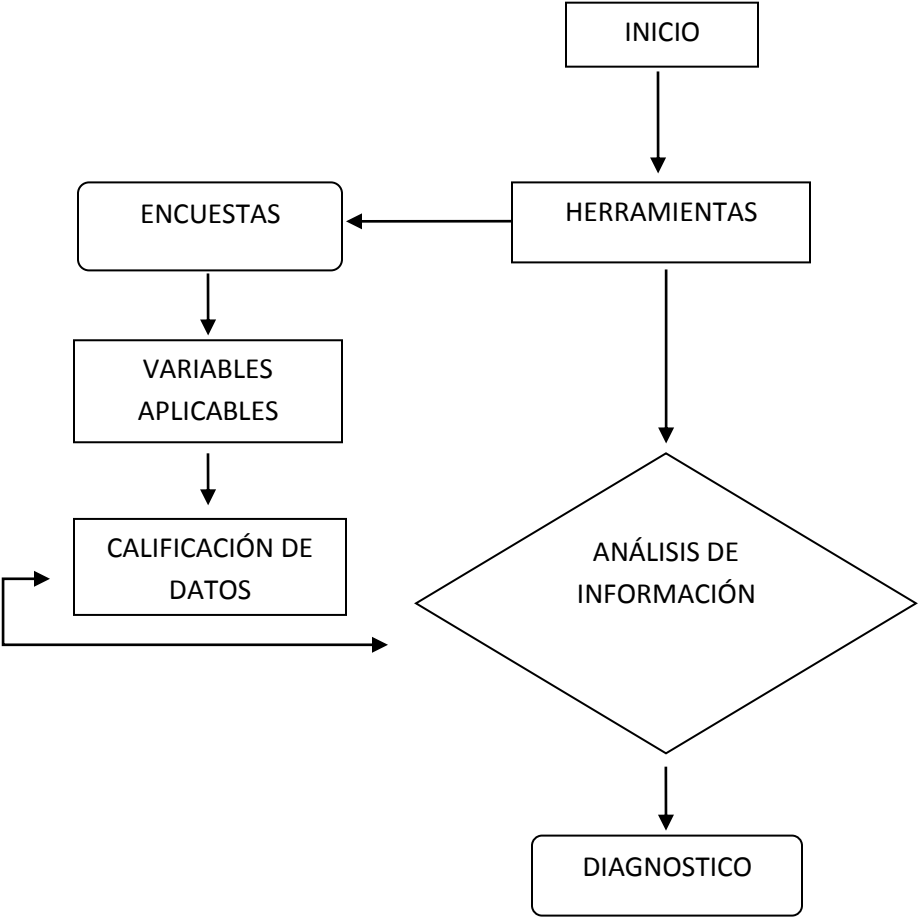 INICIO
HERRAMIENTAS
ENCUESTAS
VARIABLES
APLICABLES
CALIFICACIÓN DE
DATOS
ANÁLISIS DE
INFORMACIÓN
DIAGNOSTICO